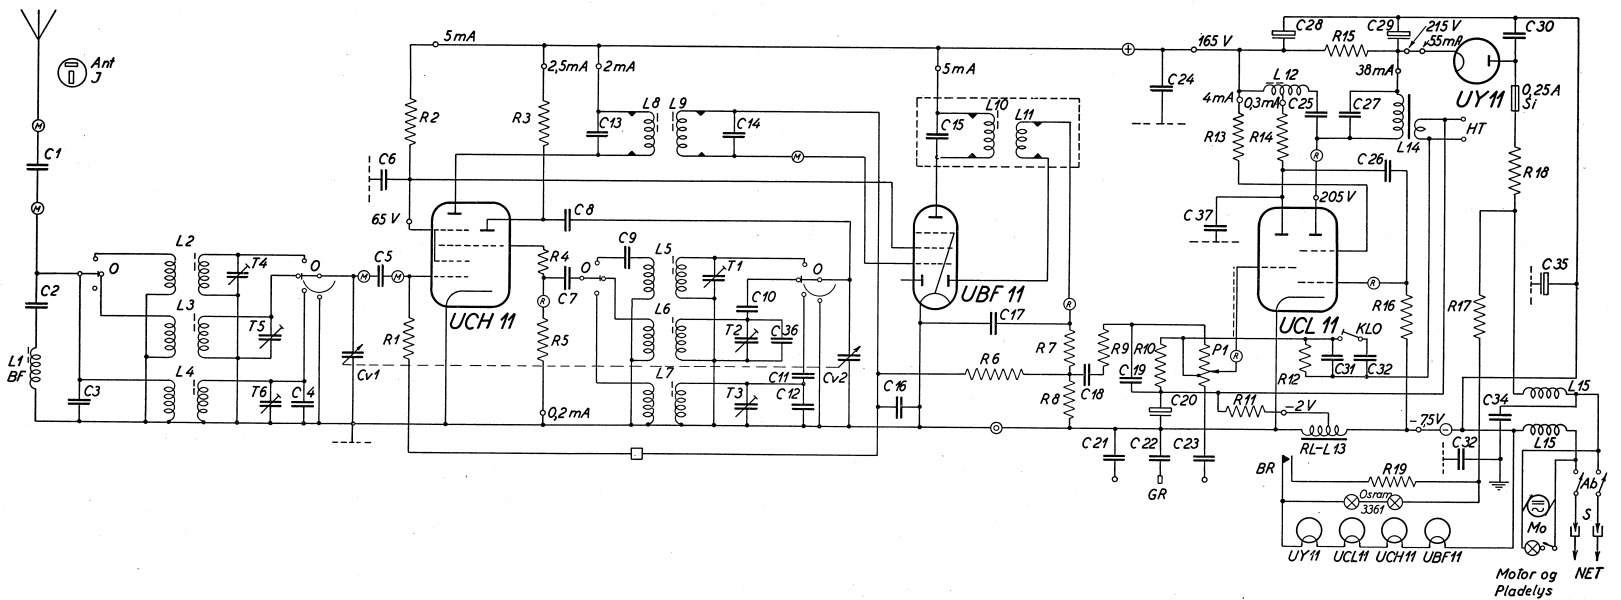 Ant
J
M
C1
M
C2
L1
BF
C3
O
L2
L3
L4
T4
T5
T6
C4
O
M
C5
M
Cv1
R1
5mA
R2
C6
65V
UCH 11
2,5mA
R3
2mA
C13
L8
L9
C14
M
C8
R4
C7
R
R5
0,2mA
O
C9
L5
L6
L7
T1
T2
T3
C10
C36
C11
C12
O
Cv2
5mA
C15
L10
L11
UBF 11
C16
C17
R6
R
R7
R8
C18
R9
C19
R10
C20
P1
R
R11
C21
C22
C23
GR
C24
165V
4mA
0,3mA
L12
C25
R13
R14
R
C37
205V
UCL 11
C28
R15
C29
215V
55mA
38mA
C27
L14
HT
C26
R
R16
KLO
R12
C31
C32
-2V
RL-L13
-75V
UY11
C30
0,25A
Si
R18
R17
C35
L15
C34
L15
C32
BR
R19
Osram
3361
UY11
UCL11
UCH11
UBF11
Mo
Ab
S
NET
Motor og
Pladelys